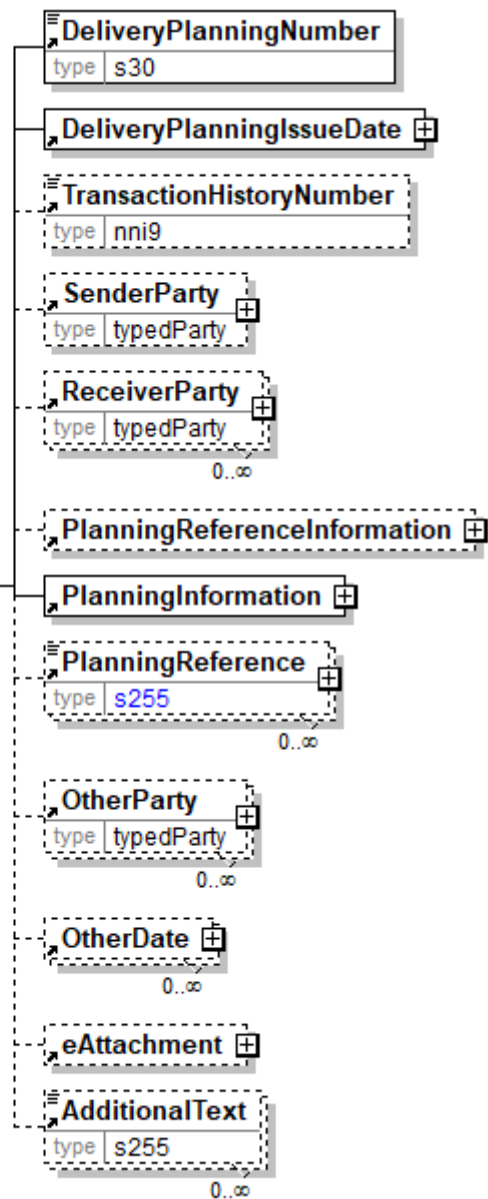 DeliveryPlanningNumber
type s30
DeliveryPlanningIssueDate
TransactionHistoryNumber
type nni9
SenderParty
type typedParty
ReceiverParty
type typedParty
0..∞
PlanningReferenceInformation
PlanningInformation
PlanningReference
type s255
0..∞
OtherParty
type typedParty
0..∞
OtherDate
0..∞
eAttachment
AdditionalText
type s255
0..∞